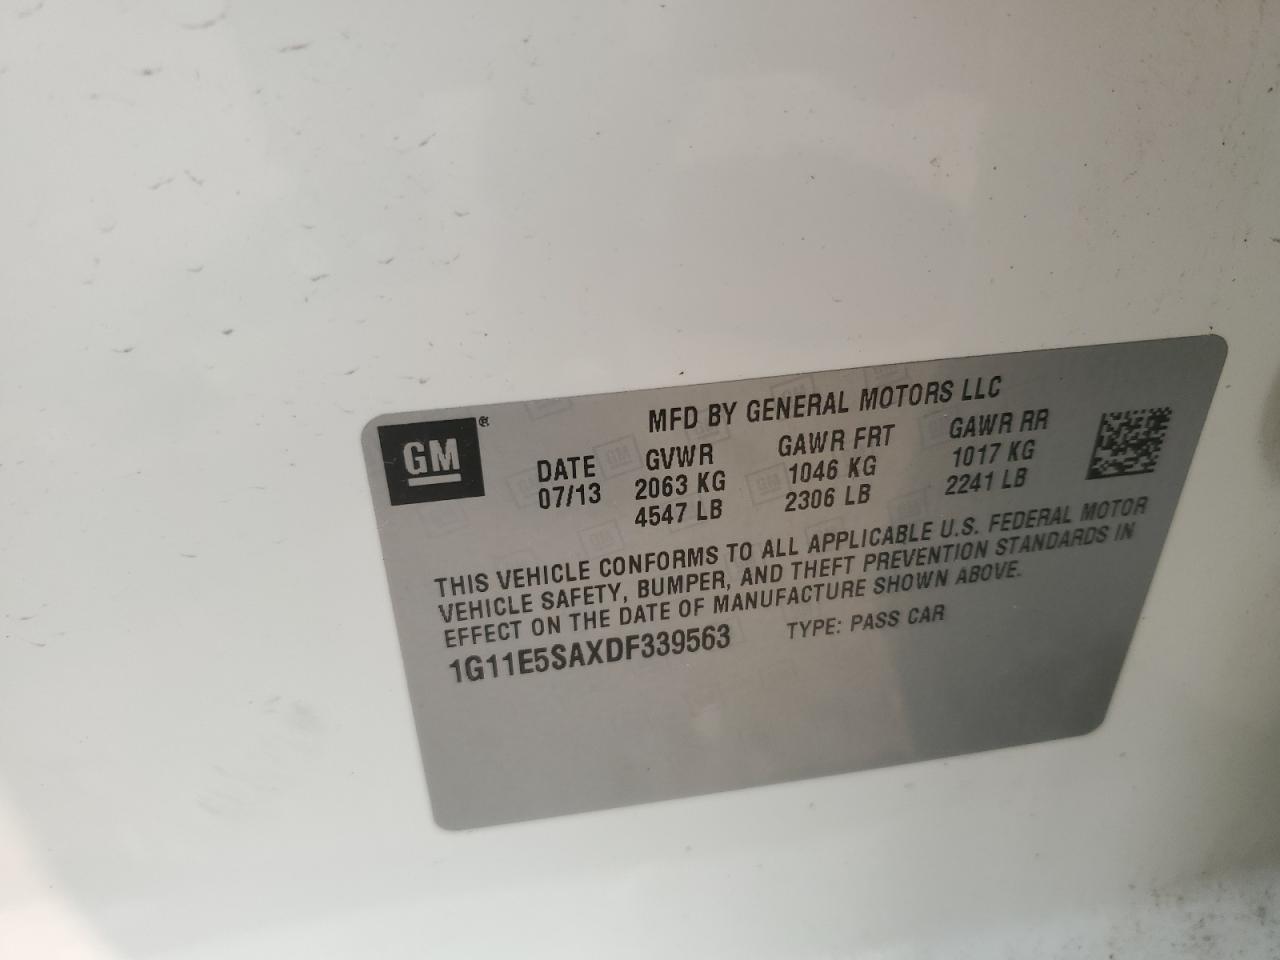 GM®
MFD BY GENERAL MOTORS LLC
DATE GVWR GAWR FRT GAWR RR
07/13 2063 KG 1046 KG 1017 KG
4547 LB 2306 LB 2241 LB
THIS VEHICLE CONFORMS TO ALL APPLICABLE U.S. FEDERAL MOTOR
VEHICLE SAFETY, BUMPER, AND THEFT PREVENTION STANDARDS IN
EFFECT ON THE DATE OF MANUFACTURE SHOWN ABOVE.
1G11E5SAXDF339563 TYPE: PASS CAR